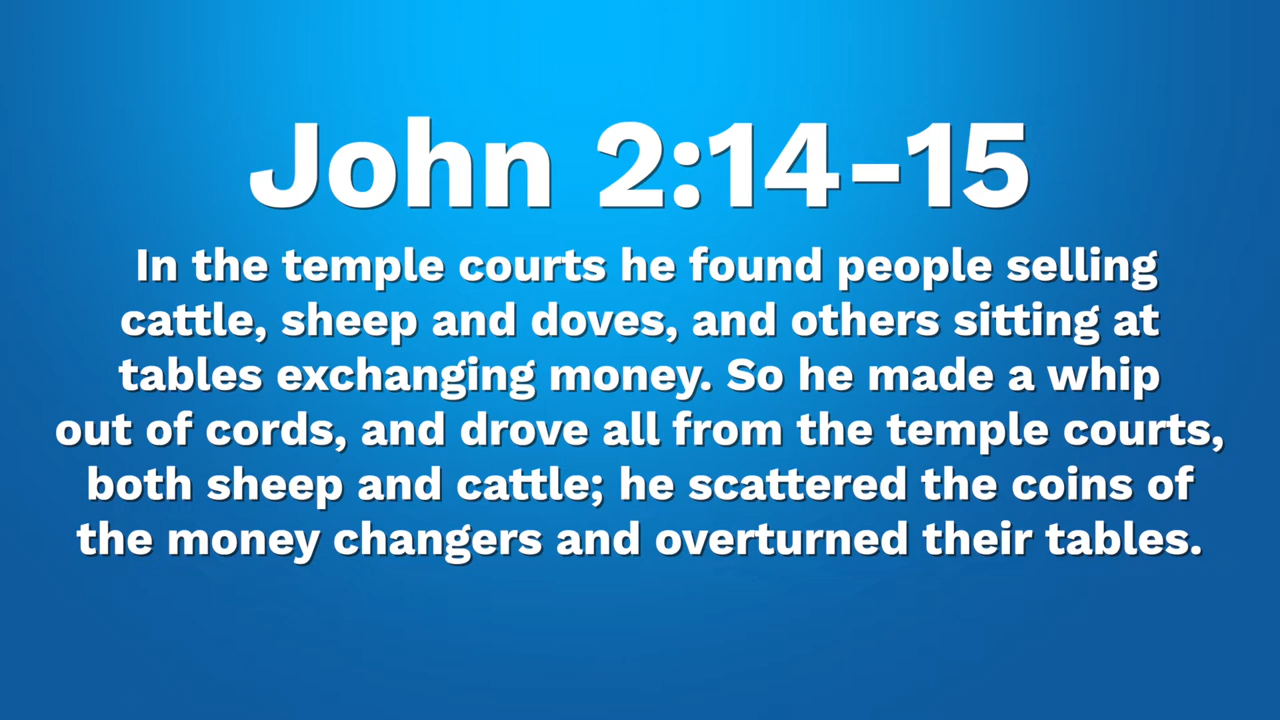 John 2:14-15
In the temple courts he found people selling
cattle, sheep and doves, and others sitting at
tables exchanging money. So he made a whip
out of cords, and drove all from the temple courts,
both sheep and cattle; he scattered the coins of
the money changers and overturned their tables.